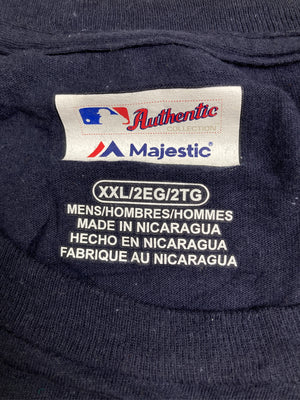 Authentic
COLLECTION
Majestic
XXL/2EG/2TG
MENS/HOMBRES/HOMMES
MADE IN NICARAGUA
HECHO EN NICARAGUA
FABRIQUE AU NICARAGUA